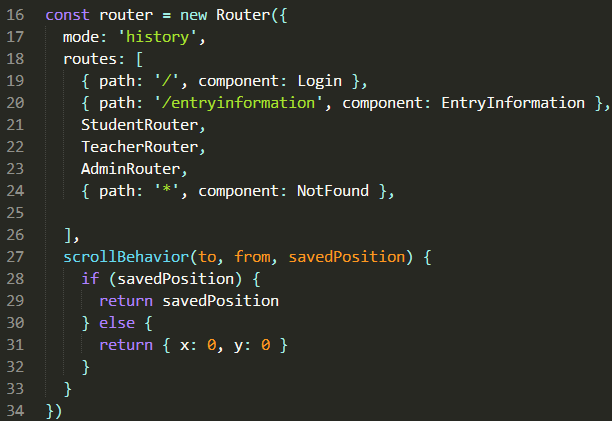 16 const router = new Router({
17   mode: 'history',
18   routes: [
19     { path: '/', component: Login },
20     { path: '/entryinformation', component: EntryInformation },
21     StudentRouter,
22     TeacherRouter,
23     AdminRouter,
24     { path: '*', component: NotFound },
25
26   ],
27   scrollBehavior(to, from, savedPosition) {
28     if (savedPosition) {
29       return savedPosition
30     } else {
31       return { x: 0, y: 0 }
32     }
33   }
34 })